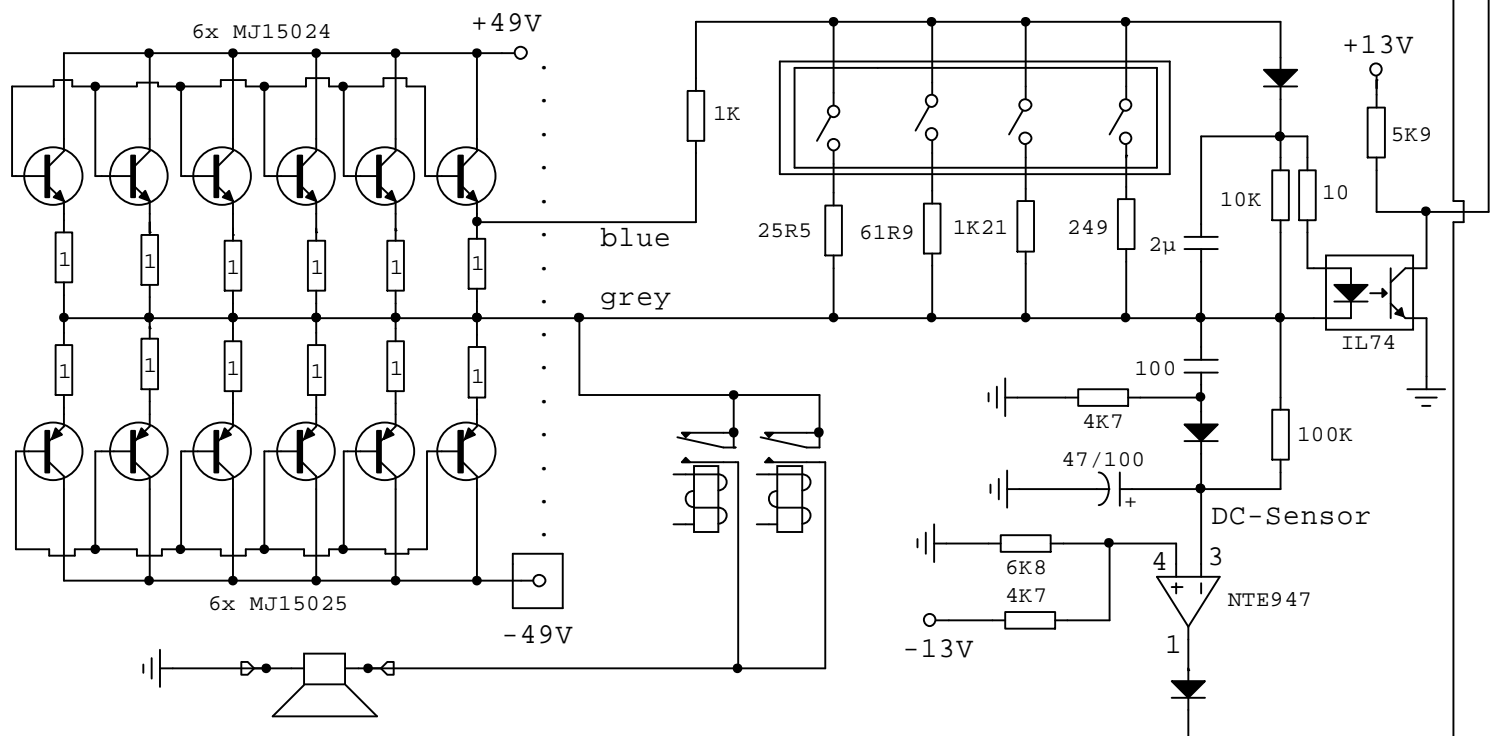 6x MJ15024
+49V
+13V
1K
5K9
10K
10
25R5
61R9
1K21
249
2µ
blue
1
1
1
1
1
1
grey
IL74
1
1
1
1
1
1
100
4K7
100K
47/100
+
DC-Sensor
6K8
4
3
+
-
4K7
NTE947
6x MJ15025
-49V
-13V
1